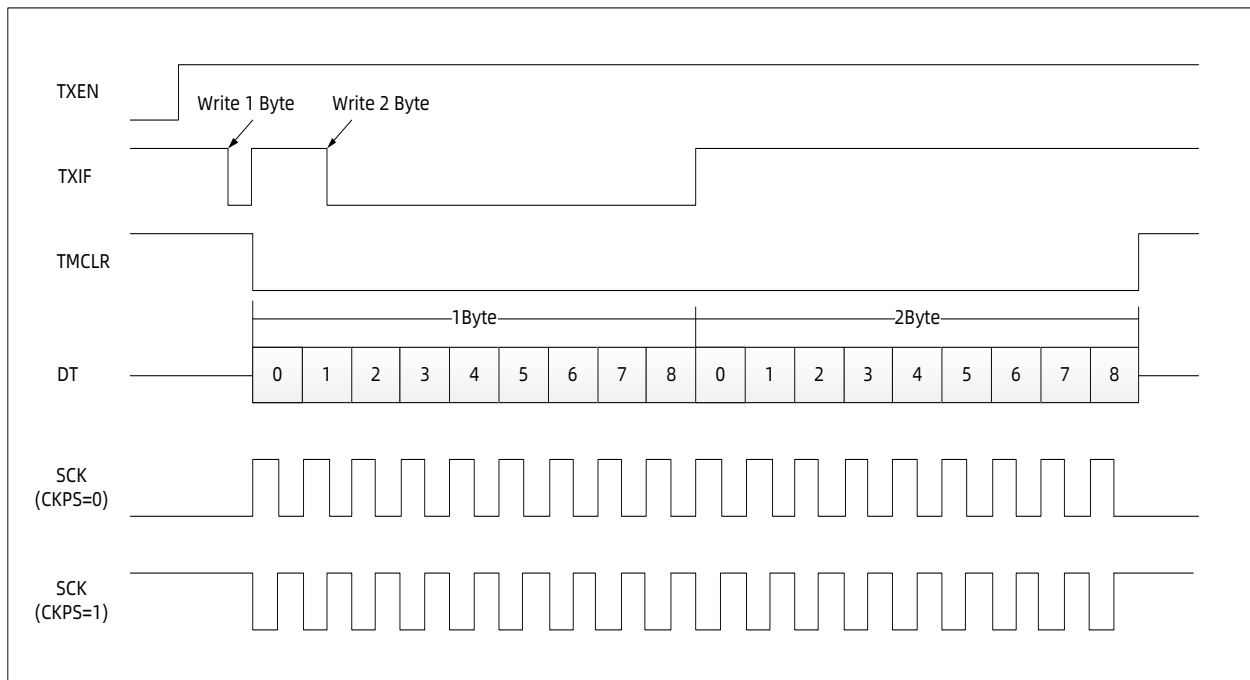 TXEN
Write 1 Byte Write 2 Byte
TXIF
TMCLR
1Byte 2Byte
DT 0 1 2 3 4 5 6 7 8 0 1 2 3 4 5 6 7 8
SCK
(CKPS=0)
SCK
(CKPS=1)